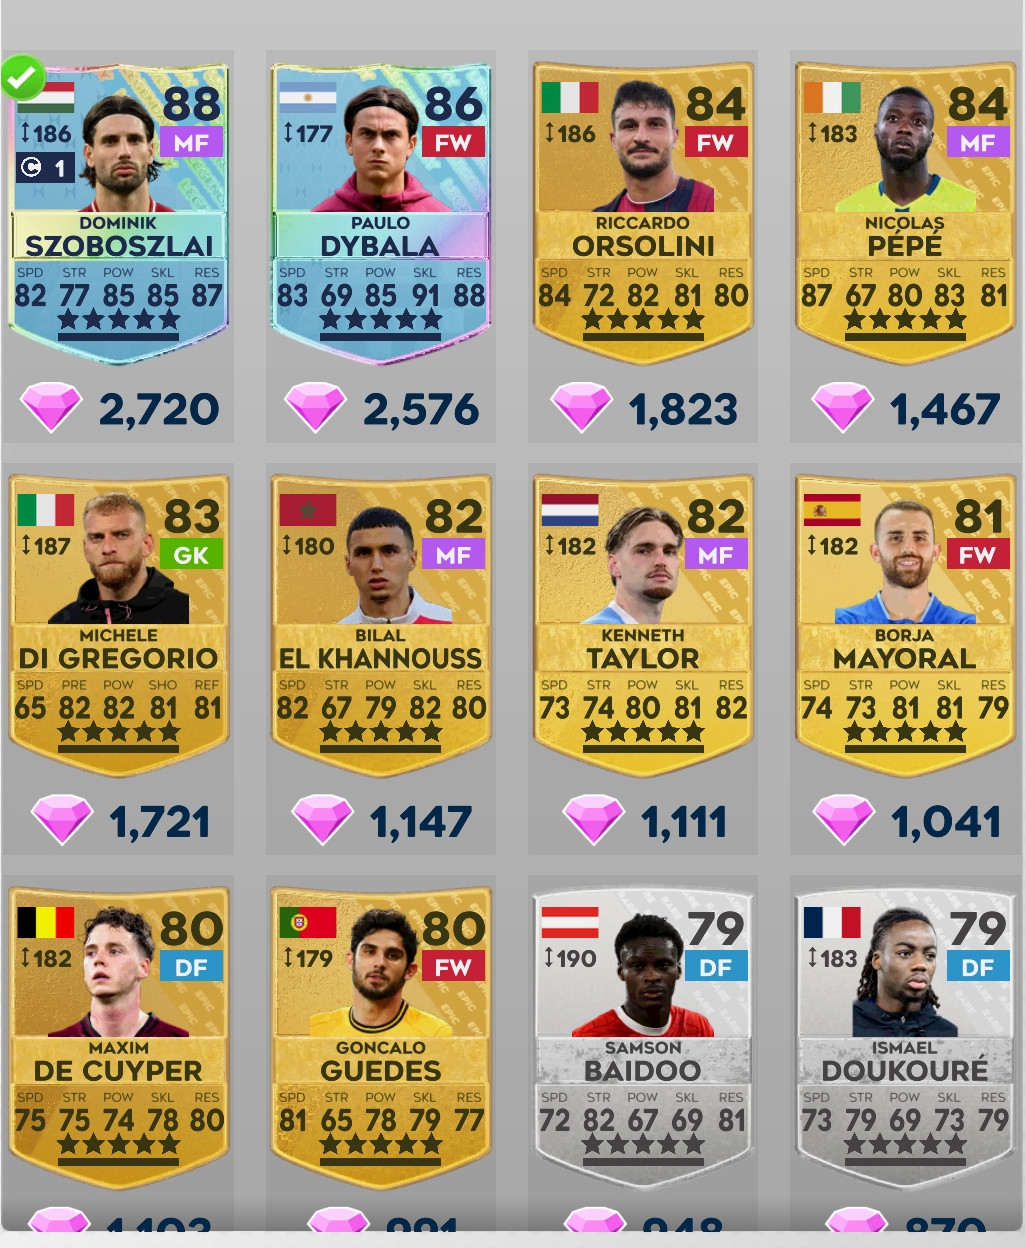 88
186
MF
© 1
DOMINIK
SZOBOSZLAI
SPD STR POW SKL RES
82 77 85 85 87
2,720
86
177
FW
PAULO
DYBALA
SPD STR POW SKL RES
83 69 85 91 88
2,576
84
186
FW
RICCARDO
ORSOLINI
SPD STR POW SKL RES
84 72 82 81 80
1,823
84
183
MF
NICOLAS
PÉPÉ
SPD STR POW SKL RES
87 67 80 83 81
1,467
83
187
GK
MICHELE
DI GREGORIO
SPD PRE POW SHO REF
65 82 82 81 81
1,721
82
180
MF
BILAL
EL KHANNOUSS
SPD STR POW SKL RES
82 67 79 82 80
1,147
82
182
MF
KENNETH
TAYLOR
SPD STR POW SKL RES
73 74 80 81 82
1,111
81
182
FW
BORJA
MAYORAL
SPD STR POW SKL RES
74 73 81 81 79
1,041
80
182
DF
MAXIM
DE CUYPER
SPD STR POW SKL RES
75 75 74 78 80
80
179
FW
GONCALO
GUEDES
SPD STR POW SKL RES
81 65 78 79 77
79
190
DF
SAMSON
BAIDOO
SPD STR POW SKL RES
72 82 67 69 81
79
183
DF
ISMAEL
DOUKOURÉ
SPD STR POW SKL RES
73 79 69 73 79